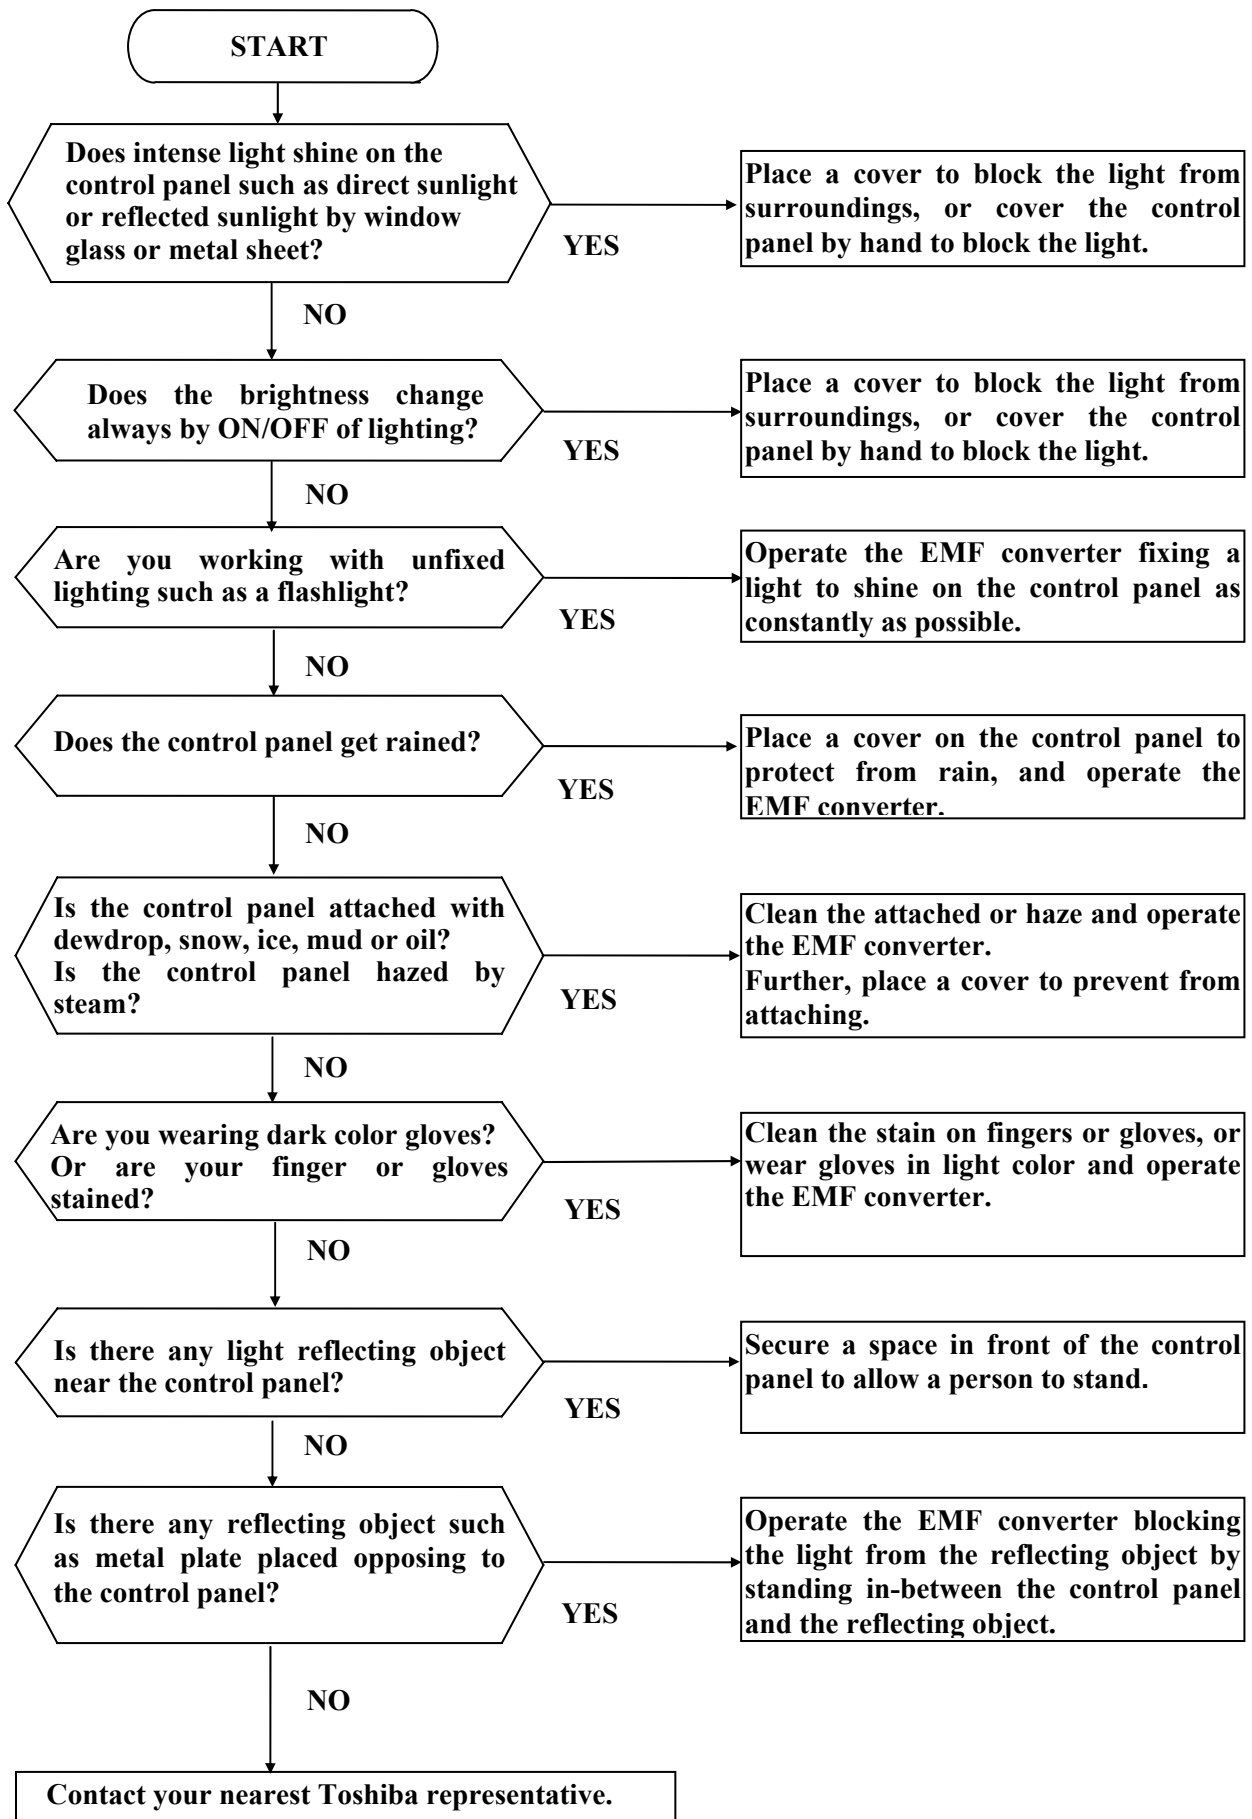 START
Does intense light shine on the
control panel such as direct sunlight
or reflected sunlight by window
glass or metal sheet?
YES
Place a cover to block the light from
surroundings, or cover the control
panel by hand to block the light.
NO
Does the brightness change
always by ON/OFF of lighting?
YES
Place a cover to block the light from
surroundings, or cover the control
panel by hand to block the light.
NO
Are you working with unfixed
lighting such as a flashlight?
YES
Operate the EMF converter fixing a
light to shine on the control panel as
constantly as possible.
NO
Does the control panel get rained?
YES
Place a cover on the control panel to
protect from rain, and operate the
EMF converter.
NO
Is the control panel attached with
dewdrop, snow, ice, mud or oil?
Is the control panel hazed by
steam?
YES
Clean the attached or haze and operate
the EMF converter.
Further, place a cover to prevent from
attaching.
NO
Are you wearing dark color gloves?
Or are your finger or gloves
stained?
YES
Clean the stain on fingers or gloves, or
wear gloves in light color and operate
the EMF converter.
NO
Is there any light reflecting object
near the control panel?
YES
Secure a space in front of the control
panel to allow a person to stand.
NO
Is there any reflecting object such
as metal plate placed opposing to
the control panel?
YES
Operate the EMF converter blocking
the light from the reflecting object by
standing in-between the control panel
and the reflecting object.
NO
Contact your nearest Toshiba representative.